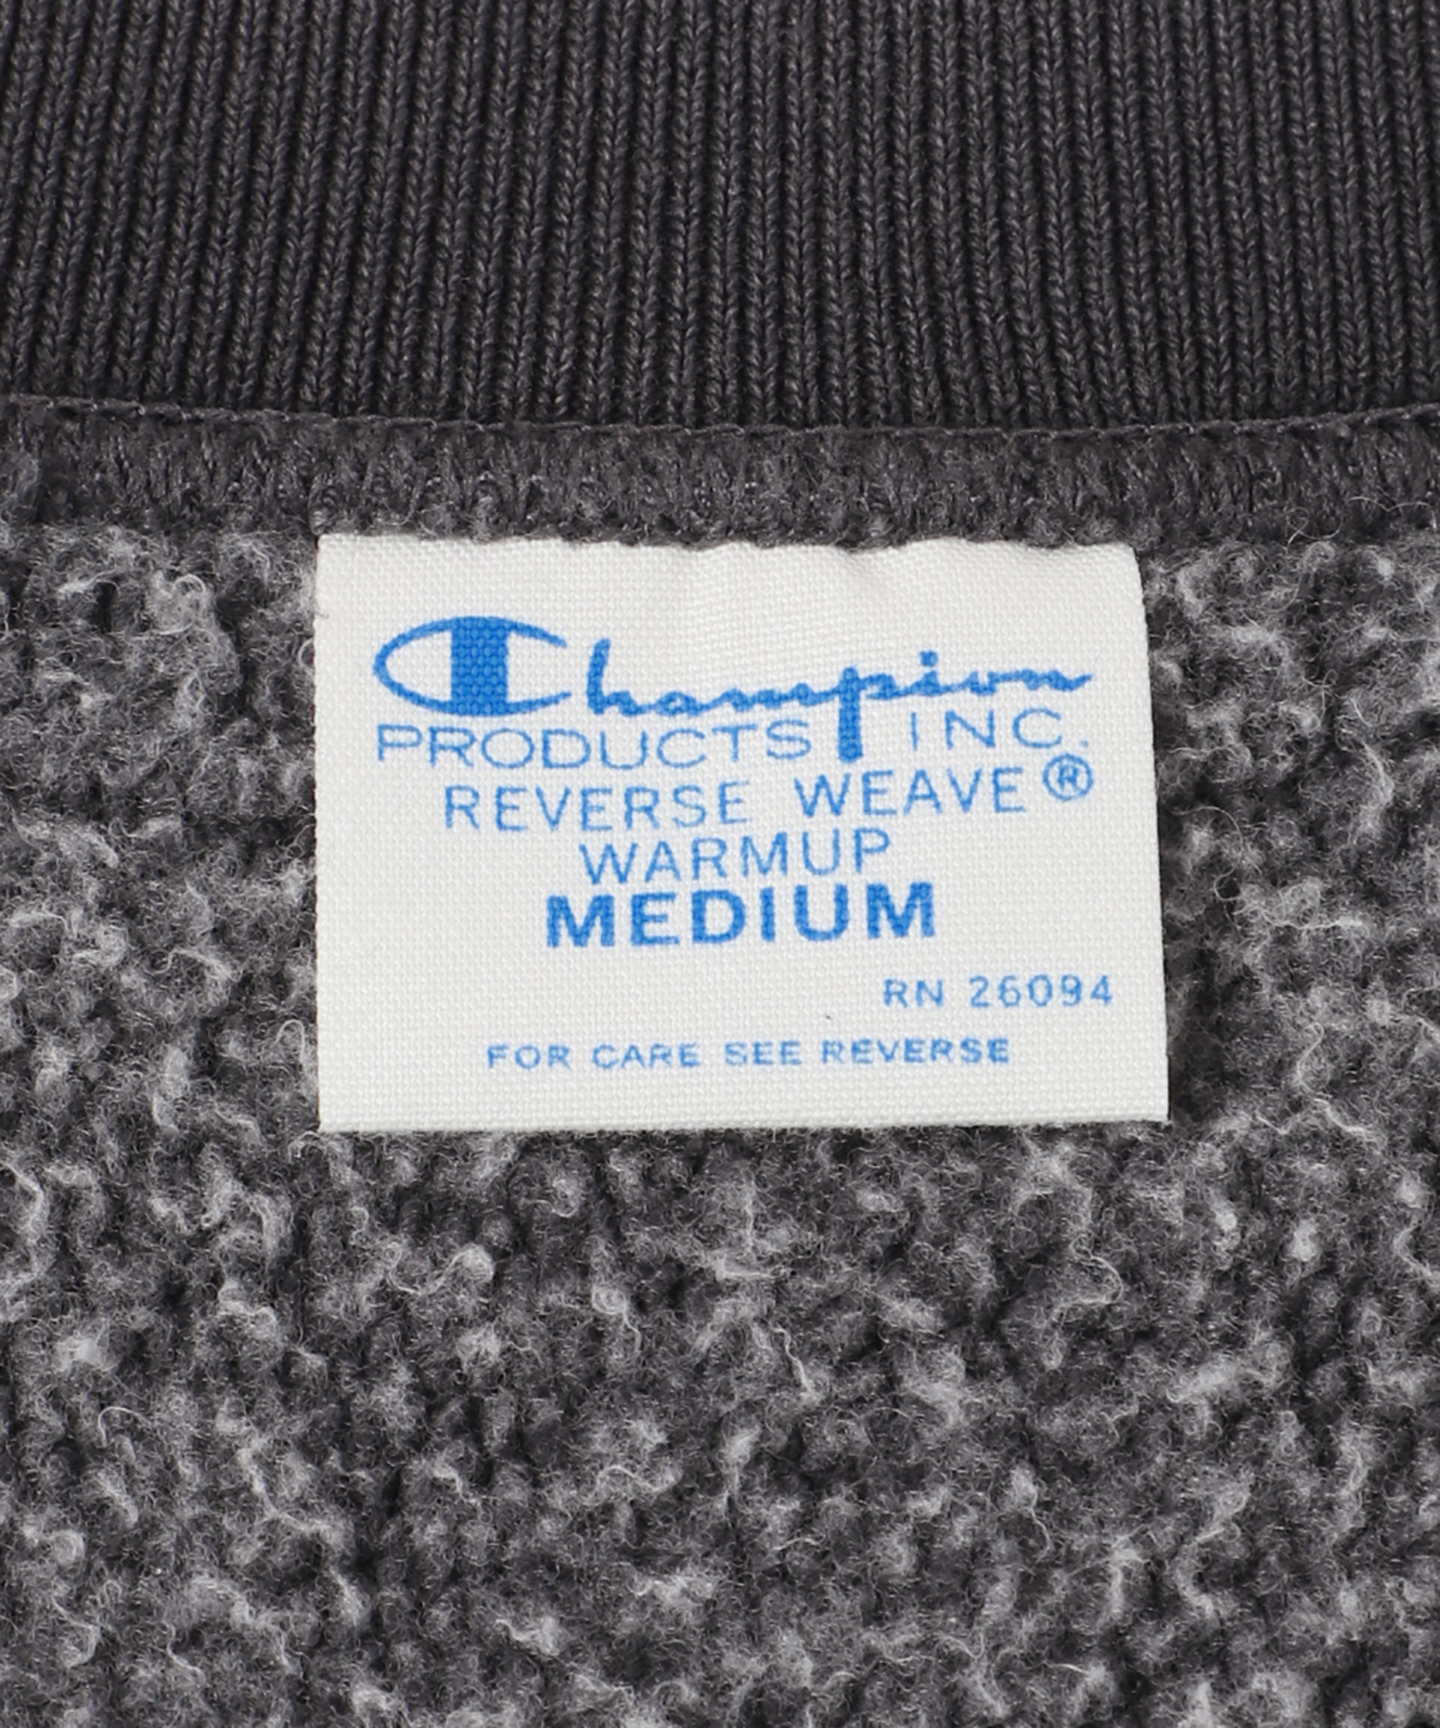 Champion
PRODUCTS INC.
REVERSE WEAVE®
WARMUP
MEDIUM
RN 26094
FOR CARE SEE REVERSE